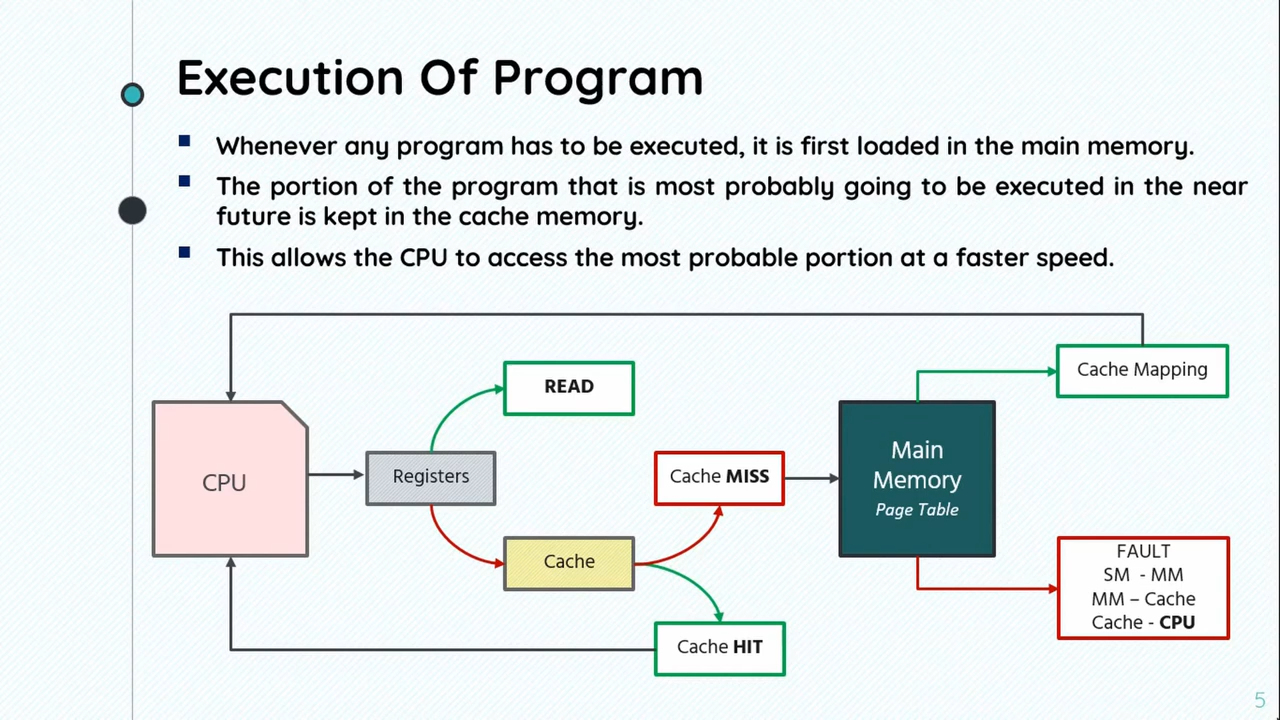 Execution Of Program
Whenever any program has to be executed, it is first loaded in the main memory.
The portion of the program that is most probably going to be executed in the near
future is kept in the cache memory.
This allows the CPU to access the most probable portion at a faster speed.
Cache Mapping
READ
CPU
Registers
Cache MISS
Main
Memory
Page Table
Cache
FAULT
SM - MM
MM – Cache
Cache - CPU
Cache HIT
5